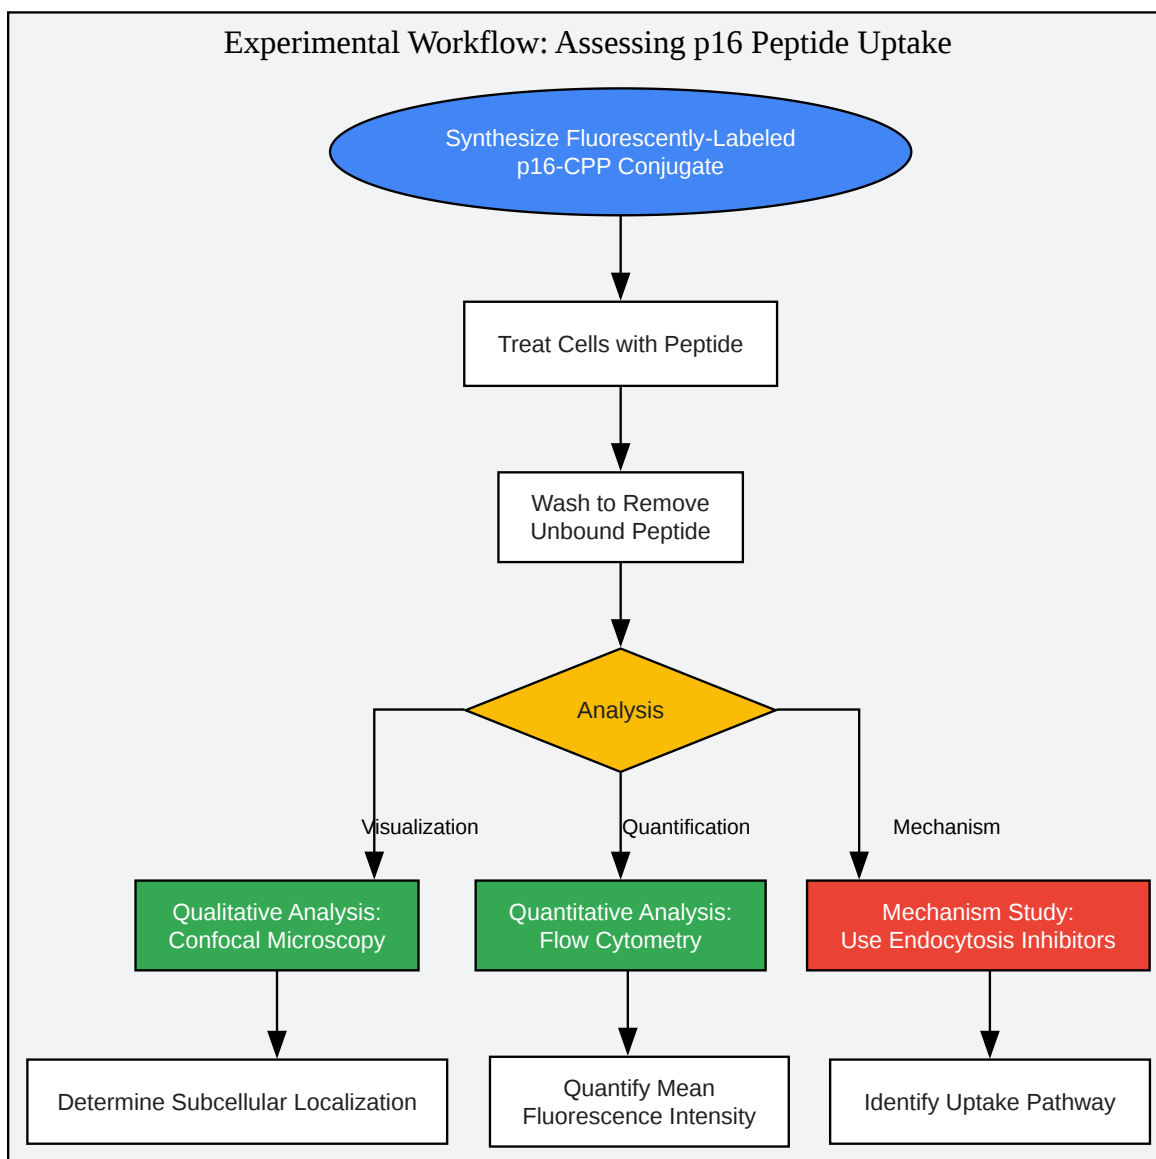 Experimental Workflow: Assessing p16 Peptide Uptake
Synthesize Fluorescently-Labeled
p16-CPP Conjugate
Treat Cells with Peptide
Wash to Remove
Unbound Peptide
Analysis
Visualization
Quantification
Mechanism
Qualitative Analysis:
Confocal Microscopy
Quantitative Analysis:
Flow Cytometry
Mechanism Study:
Use Endocytosis Inhibitors
Determine Subcellular Localization
Quantify Mean
Fluorescence Intensity
Identify Uptake Pathway